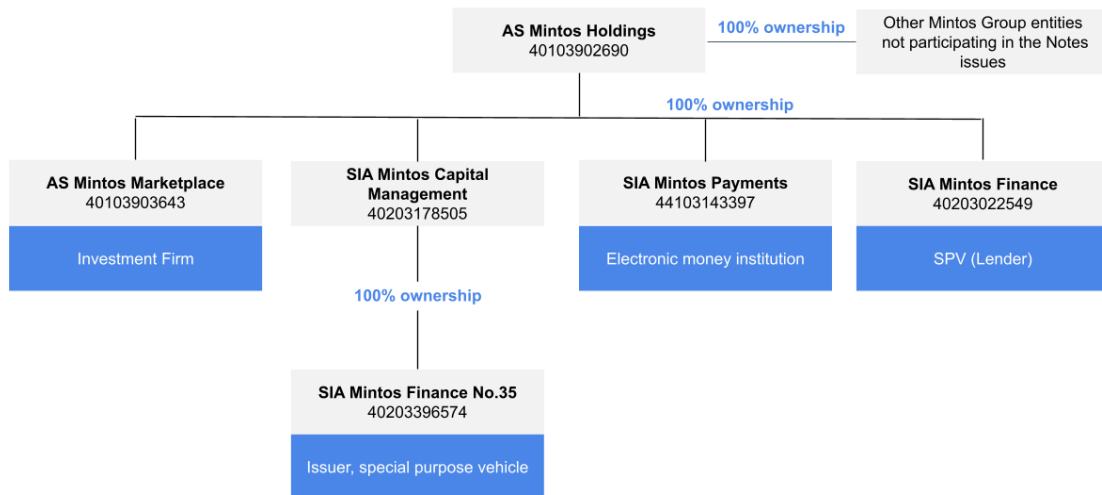 AS Mintos Holdings
40103902690
100% ownership
Other Mintos Group entities
not participating in the Notes
issues
100% ownership
AS Mintos Marketplace
40103903643
Investment Firm
SIA Mintos Capital
Management
40203178505
SIA Mintos Payments
44103143397
Electronic money institution
SIA Mintos Finance
40203022549
SPV (Lender)
100% ownership
SIA Mintos Finance No.35
40203396574
Issuer, special purpose vehicle